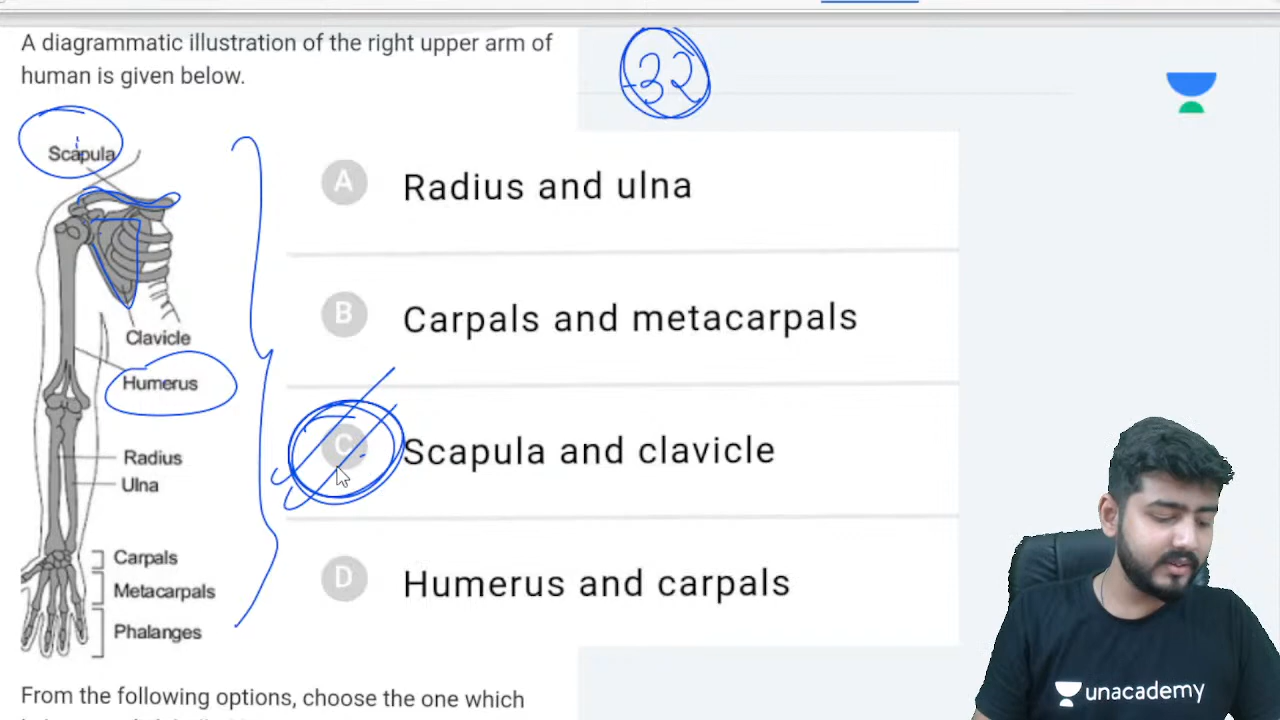 A diagrammatic illustration of the right upper arm of
human is given below.
32
Scapula
A
Radius and ulna
B
Carpals and metacarpals
Clavicle
Humerus
C
Scapula and clavicle
Radius
Ulna
Carpals
D
Humerus and carpals
Metacarpals
Phalanges
From the following options, choose the one which
unacademy